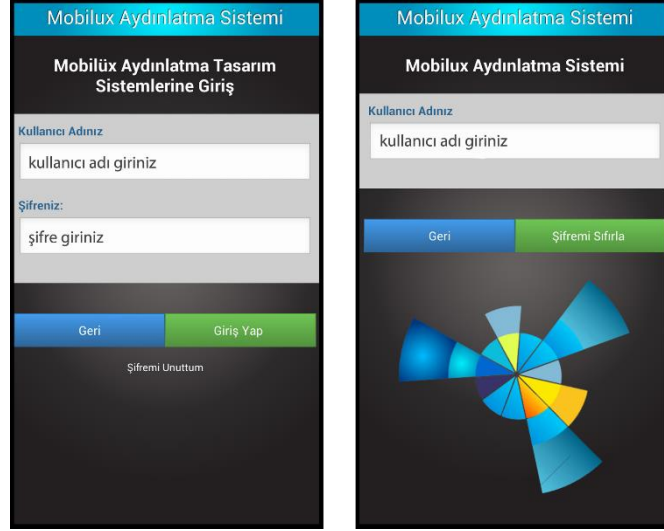 Mobilux Aydınlatma Sistemi
Mobilüx Aydınlatma Tasarım
Sistemlerine Giriş
Kullanıcı Adınız
kullanıcı adı giriniz
Şifreniz:
şifre giriniz
Geri
Giriş Yap
Şifremi Unuttum
Mobilux Aydınlatma Sistemi
Mobilux Aydınlatma Sistemi
Kullanıcı Adınız
kullanıcı adı giriniz
Geri
Şifremi Sıfırla